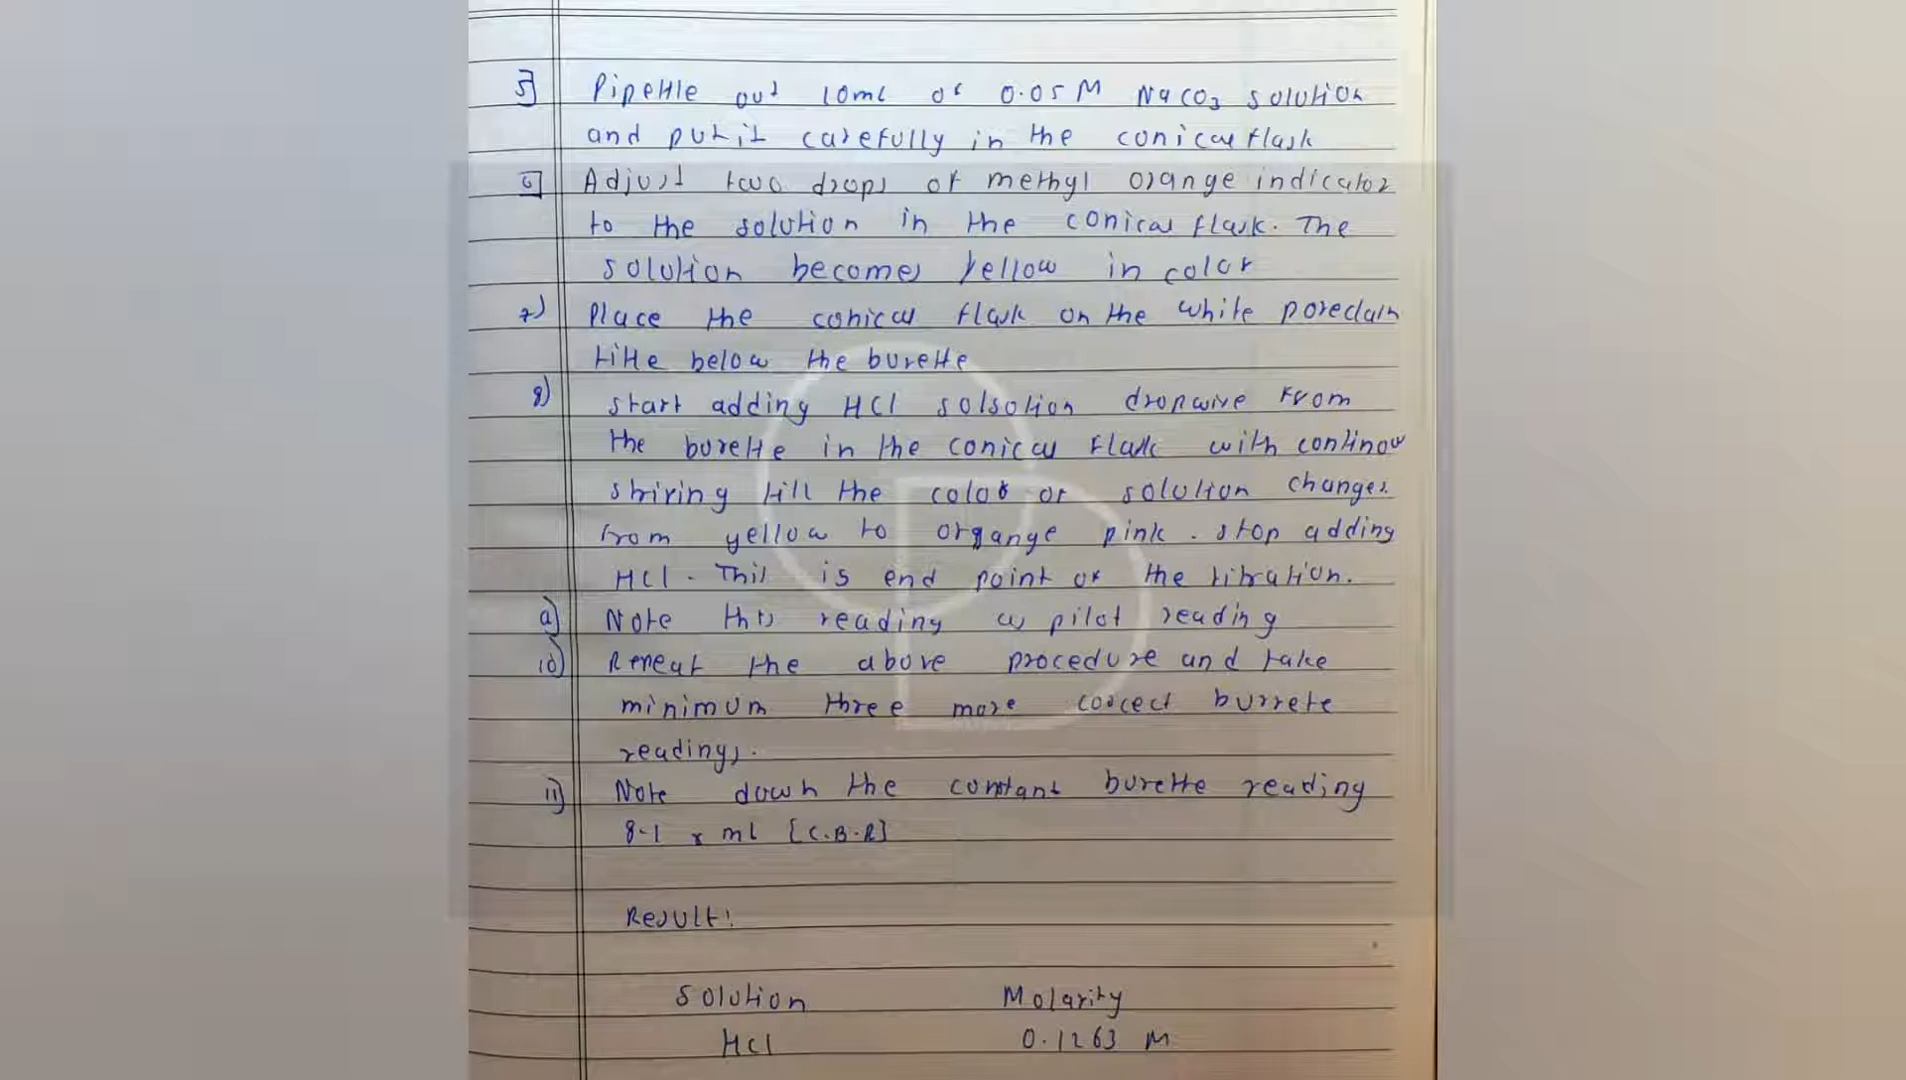 5] Pipette out 10ml of 0.05M NaCO3 solution
and put it carefully in the conical flask
6] Adjust two drops of methyl orange indicator
to the solution in the conical flask. The
solution becomes yellow in color
7) Place the conical flask on the white poreclain
title below the burette
8) start adding HCl solsotion dropwise from
the burette in the conical flask with continou
stiring till the color of solution changes.
from yellow to organge pink. stop adding
HCl. This is end point of the titration.
9) Note this reading as pilot reading
10) Repeat the above procedure and take
minimum three more correct burrete
readings.
11) Note down the constant burette reading
8.1 x ml [C.B.R]
Result:
Solution Molarity
HCl 0.1263 M